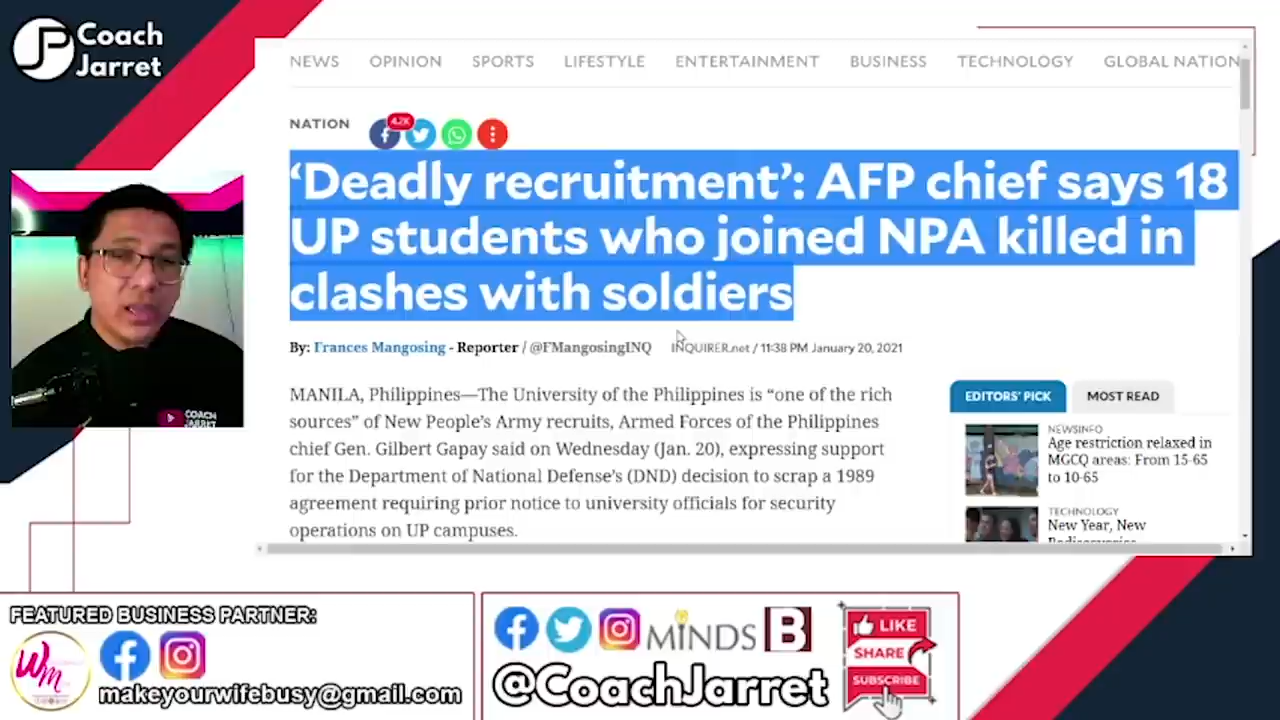 Coach
Jarret
NEWS OPINION SPORTS LIFESTYLE ENTERTAINMENT BUSINESS TECHNOLOGY GLOBAL NATION
NATION
4.2K
‘Deadly recruitment’: AFP chief says 18
UP students who joined NPA killed in
clashes with soldiers
By: Frances Mangosing - Reporter / @FMangosingINQ INQUIRER.net / 11:38 PM January 20, 2021
MANILA, Philippines—The University of the Philippines is “one of the rich
sources” of New People’s Army recruits, Armed Forces of the Philippines
chief Gen. Gilbert Gapay said on Wednesday (Jan. 20), expressing support
for the Department of National Defense’s (DND) decision to scrap a 1989
agreement requiring prior notice to university officials for security
operations on UP campuses.
EDITORS' PICK MOST READ
NEWSINFO
Age restriction relaxed in
MGCQ areas: From 15-65
to 10-65
TECHNOLOGY
New Year, New
COACH
JARRET
FEATURED BUSINESS PARTNER:
WM
makeyourwifebusy@gmail.com
MINDS B
@CoachJarret
LIKE
SHARE
SUBSCRIBE